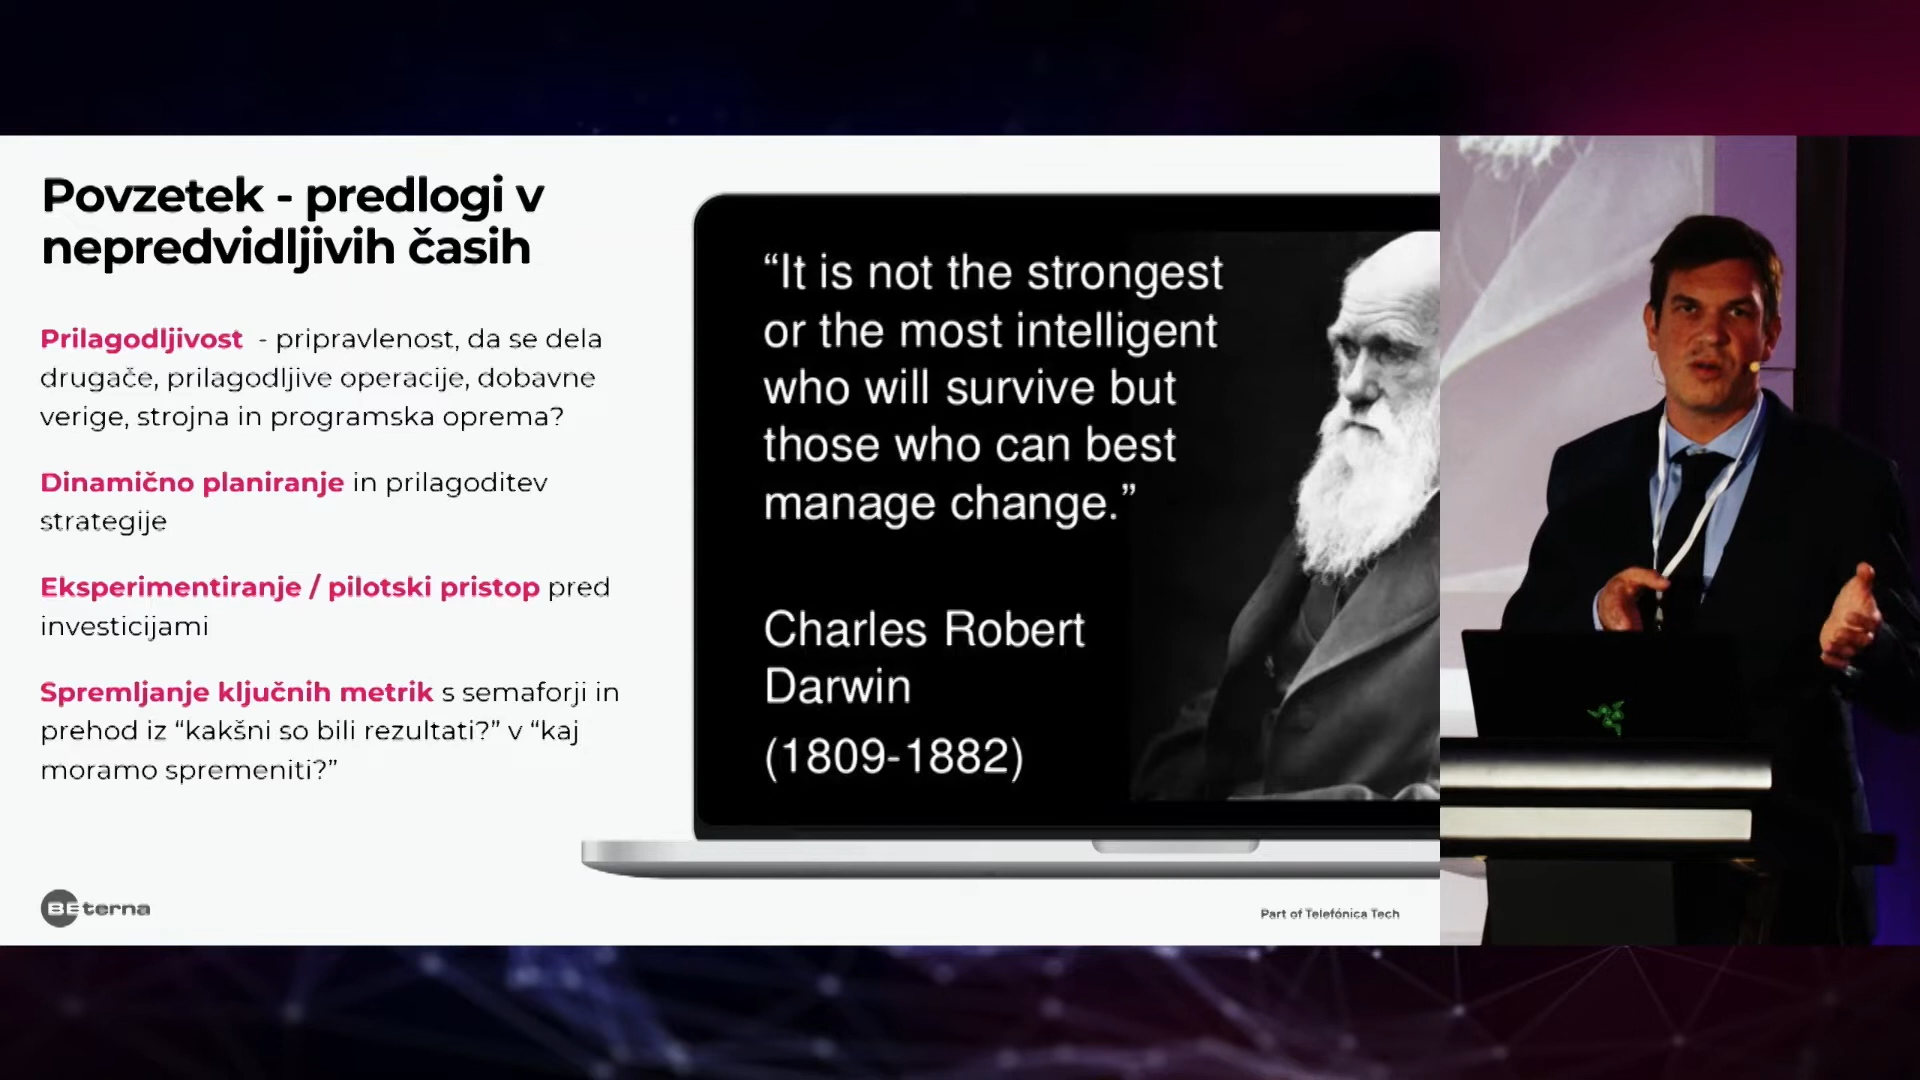 Povzetek - predlogi v
nepredvidljivih časih
Prilagodljivost - pripravlenost, da se dela
drugače, prilagodljive operacije, dobavne
verige, strojna in programska oprema?
Dinamično planiranje in prilagoditev
strategije
Eksperimentiranje / pilotski pristop pred
investicijami
Spremljanje ključnih metrik s semaforji in
prehod iz “kakšni so bili rezultati?” v “kaj
moramo spremeniti?”
“It is not the strongest
or the most intelligent
who will survive but
those who can best
manage change.”
Charles Robert
Darwin
(1809-1882)
BEterna
Part of Telefónica Tech